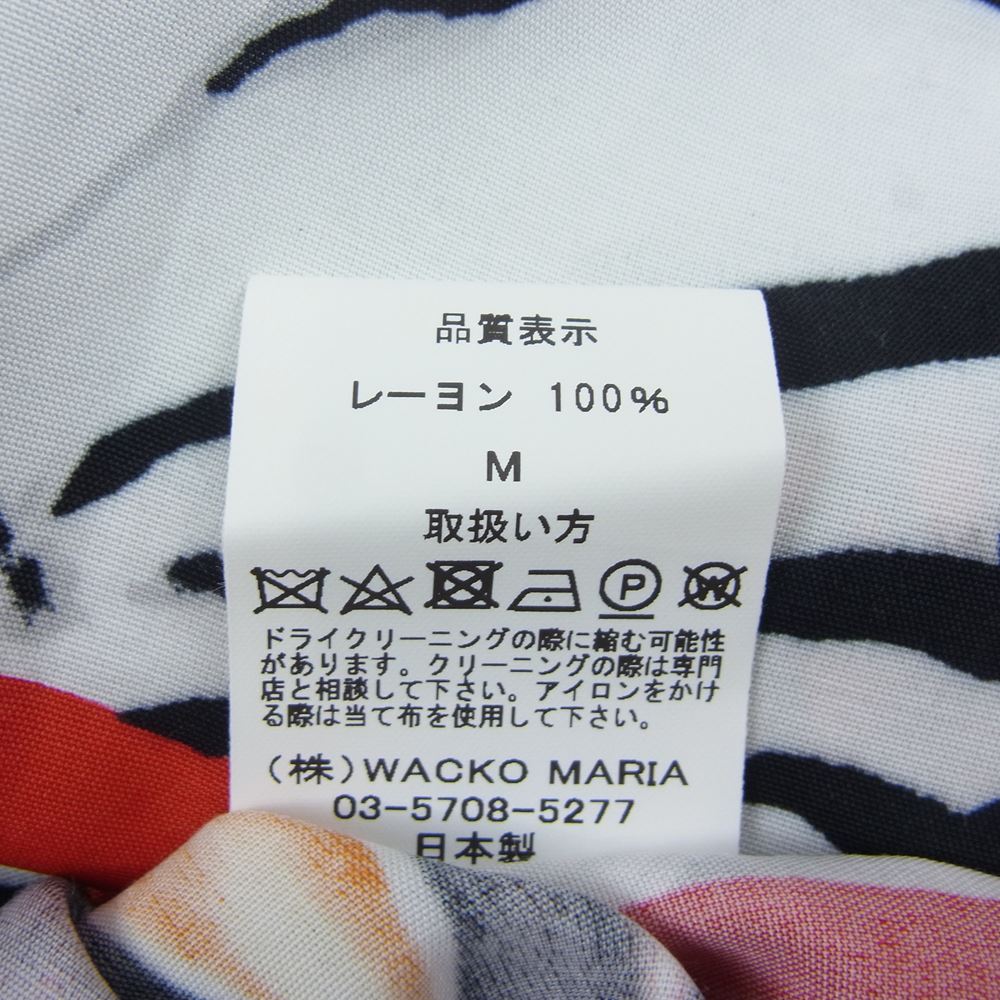 品質表示
レーヨン 100%
M
取扱い方
P W
ドライクリーニングの際に縮む可能性
があります。クリーニングの際は専門
店と相談して下さい。アイロンをかけ
る際は当て布を使用して下さい。
(株)WACKO MARIA
03-5708-5277
日本製